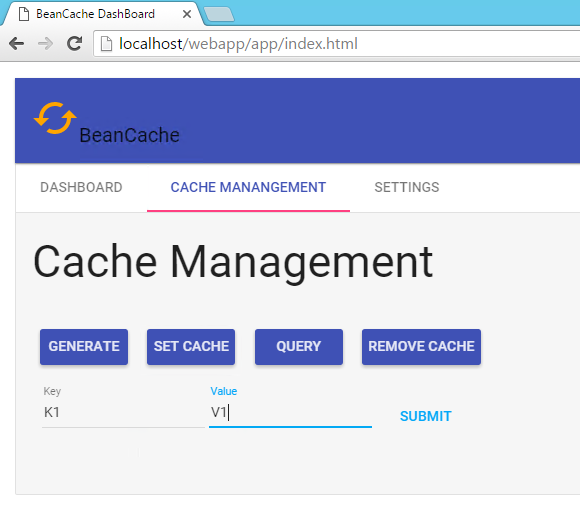 BeanCache DashBoard
localhost/webapp/app/index.html
BeanCache
DASHBOARD CACHE MANANGEMENT SETTINGS
Cache Management
GENERATE SET CACHE QUERY REMOVE CACHE
Key Value
K1 V1 SUBMIT